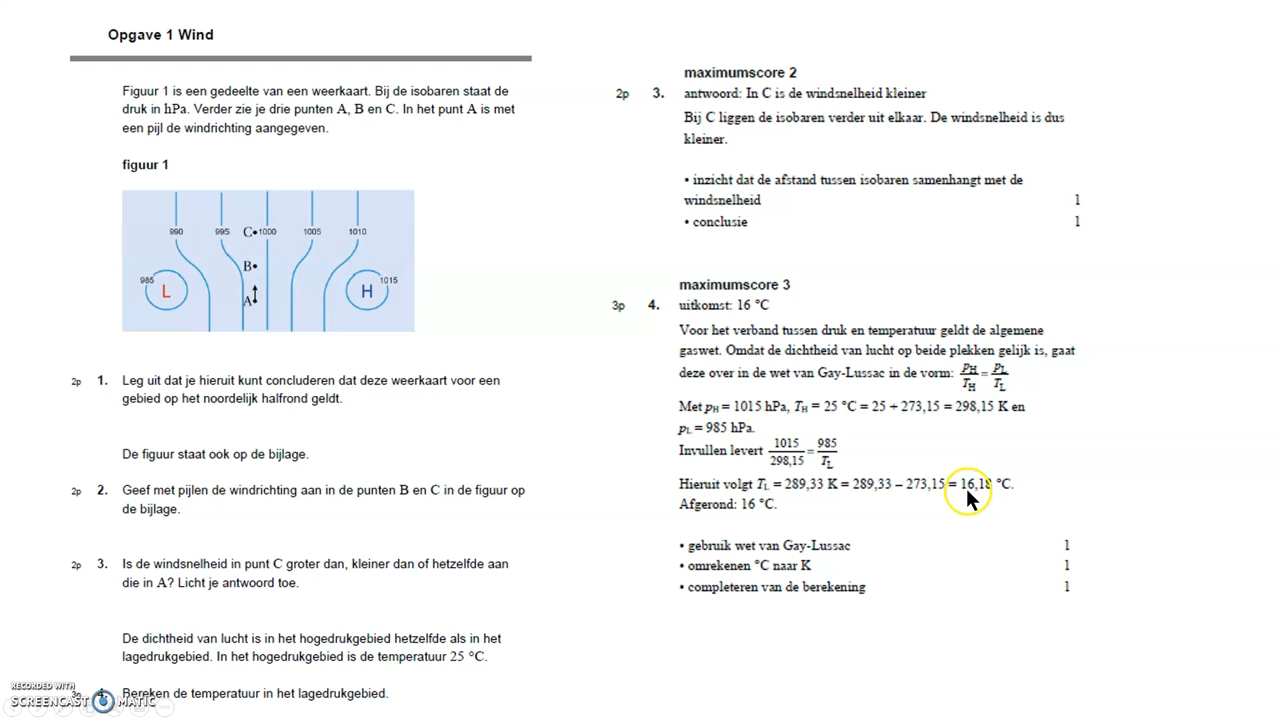 Opgave 1 Wind
Figuur 1 is een gedeelte van een weerkaart. Bij de isobaren staat de
druk in hPa. Verder zie je drie punten A, B en C. In het punt A is met
een pijl de windrichting aangegeven.
figuur 1
990 995 C 1000 1005 1010
B
985 L A H 1015
2p 1. Leg uit dat je hieruit kunt concluderen dat deze weerkaart voor een
gebied op het noordelijk halfrond geldt.
De figuur staat ook op de bijlage.
2p 2. Geef met pijlen de windrichting aan in de punten B en C in de figuur op
de bijlage.
2p 3. Is de windsnelheid in punt C groter dan, kleiner dan of hetzelfde aan
die in A? Licht je antwoord toe.
De dichtheid van lucht is in het hogedrukgebied hetzelfde als in het
lagedrukgebied. In het hogedrukgebied is de temperatuur 25 °C.
3p 4. Bereken de temperatuur in het lagedrukgebied.
RECORDED WITH
SCREENCAST MATIC
maximumscore 2
2p 3. antwoord: In C is de windsnelheid kleiner
Bij C liggen de isobaren verder uit elkaar. De windsnelheid is dus
kleiner.
• inzicht dat de afstand tussen isobaren samenhangt met de
windsnelheid 1
• conclusie 1
maximumscore 3
3p 4. uitkomst: 16 °C
Voor het verband tussen druk en temperatuur geldt de algemene
gaswet. Omdat de dichtheid van lucht op beide plekken gelijk is, gaat
deze over in de wet van Gay-Lussac in de vorm: pH/TH = pL/TL
Met pH = 1015 hPa, TH = 25 °C = 25 + 273,15 = 298,15 K en
pL = 985 hPa.
Invullen levert 1015/298,15 = 985/TL
Hieruit volgt TL = 289,33 K = 289,33 – 273,15 = 16,18 °C.
Afgerond: 16 °C.
• gebruik wet van Gay-Lussac 1
• omrekenen °C naar K 1
• completeren van de berekening 1